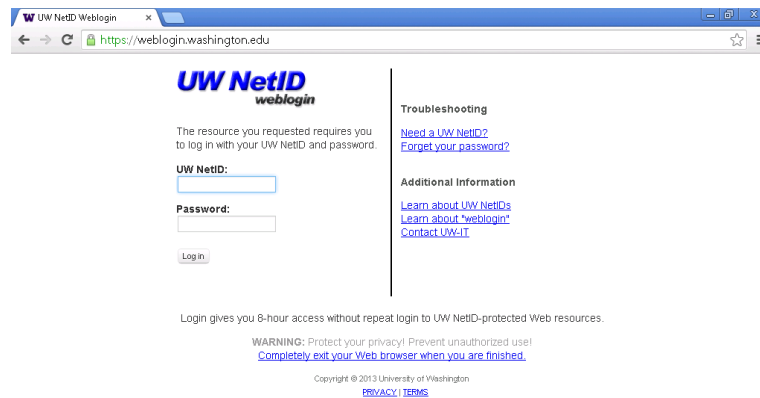 UW NetID Weblogin
https://weblogin.washington.edu
UW NetID
weblogin
The resource you requested requires you
to log in with your UW NetID and password.
UW NetID:
Password:
Log in
Troubleshooting
Need a UW NetID?
Forget your password?
Additional Information
Learn about UW NetIDs
Learn about "weblogin"
Contact UW-IT
Login gives you 8-hour access without repeat login to UW NetID-protected Web resources.
WARNING: Protect your privacy! Prevent unauthorized use!
Completely exit your Web browser when you are finished.
Copyright © 2013 University of Washington
PRIVACY | TERMS